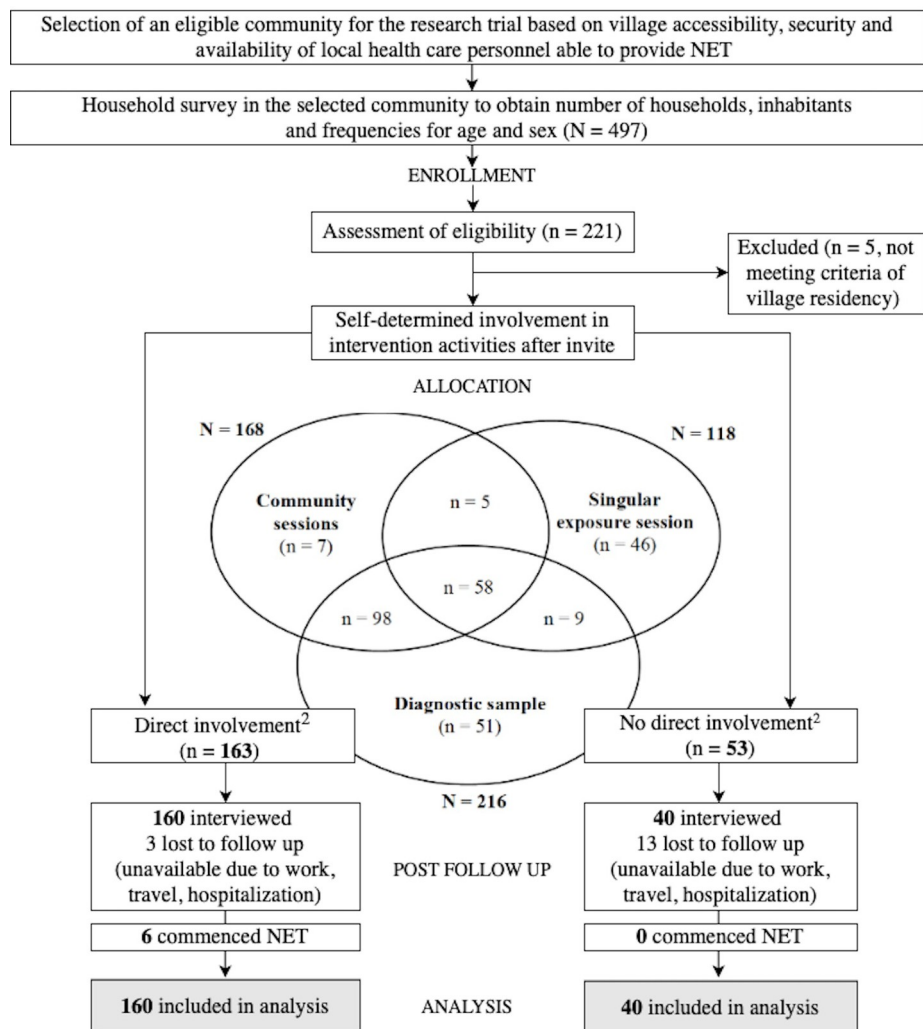 Selection of an eligible community for the research trial based on village accessibility, security and
availability of local health care personnel able to provide NET
Household survey in the selected community to obtain number of households, inhabitants
and frequencies for age and sex (N = 497)
ENROLLMENT
Assessment of eligibility (n = 221)
Excluded (n = 5, not
meeting criteria of
village residency)
Self-determined involvement in
intervention activities after invite
ALLOCATION
N = 168
N = 118
Community
sessions
(n = 7)
n = 5
Singular
exposure session
(n = 46)
n = 98
n = 58
n = 9
Diagnostic sample
(n = 51)
N = 216
Direct involvement2
(n = 163)
No direct involvement2
(n = 53)
160 interviewed
3 lost to follow up
(unavailable due to work,
travel, hospitalization)
POST FOLLOW UP
40 interviewed
13 lost to follow up
(unavailable due to work,
travel, hospitalization)
6 commenced NET
0 commenced NET
160 included in analysis
ANALYSIS
40 included in analysis